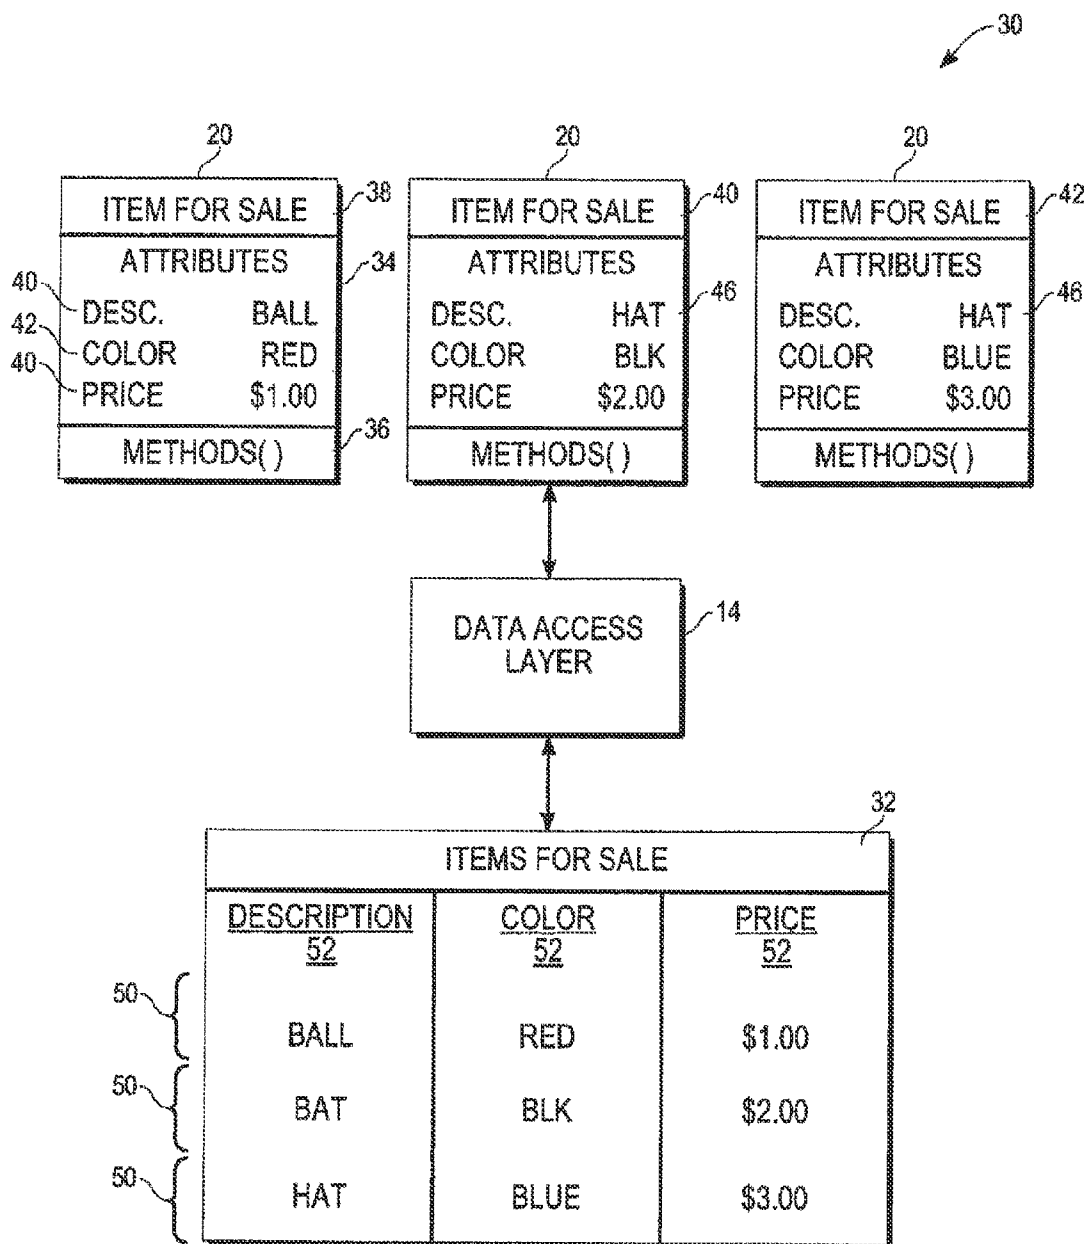 30
20
20
20
ITEM FOR SALE 38
ITEM FOR SALE 40
ITEM FOR SALE 42
ATTRIBUTES 34
40 DESC. BALL
42 COLOR RED
40 PRICE $1.00
METHODS( ) 36
ATTRIBUTES
DESC. HAT 46
COLOR BLK
PRICE $2.00
METHODS( )
ATTRIBUTES
DESC. HAT 46
COLOR BLUE
PRICE $3.00
METHODS( )
DATA ACCESS
LAYER
14
32
ITEMS FOR SALE
DESCRIPTION COLOR PRICE
52 52 52
50 BALL RED $1.00
50 BAT BLK $2.00
50 HAT BLUE $3.00